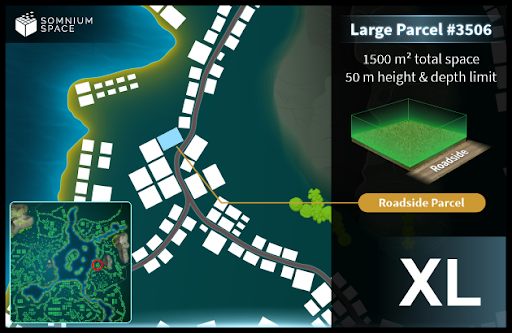 SOMNIUM
SPACE
Large Parcel #3506
1500 m² total space
50 m height & depth limit
Roadside
Roadside Parcel
XL